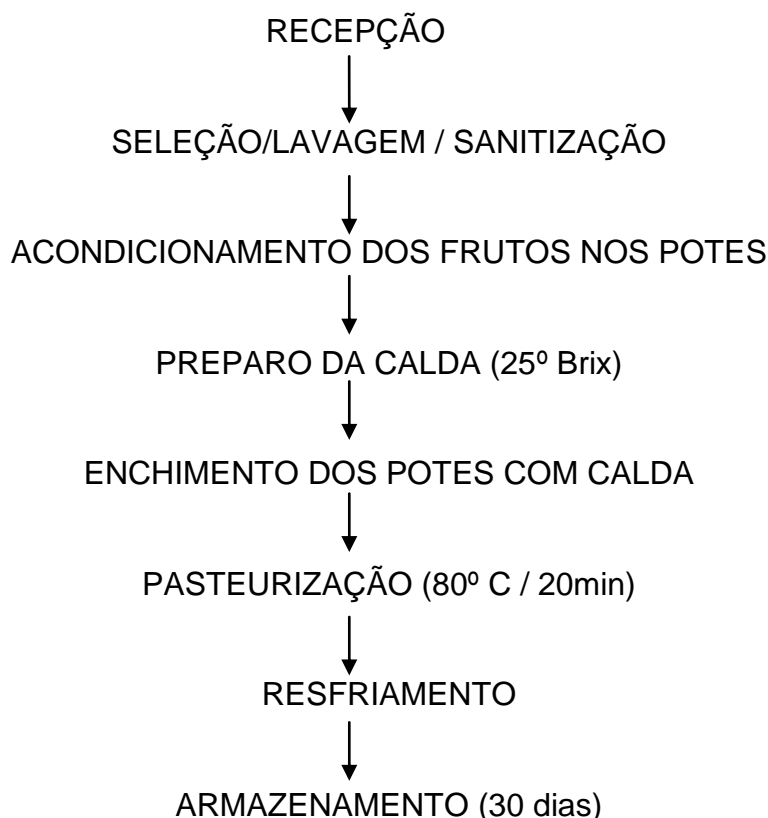 RECEPÇÃO
SELEÇÃO/LAVAGEM / SANITIZAÇÃO
ACONDICIONAMENTO DOS FRUTOS NOS POTES
PREPARO DA CALDA (25º Brix)
ENCHIMENTO DOS POTES COM CALDA
PASTEURIZAÇÃO (80º C / 20min)
RESFRIAMENTO
ARMAZENAMENTO (30 dias)